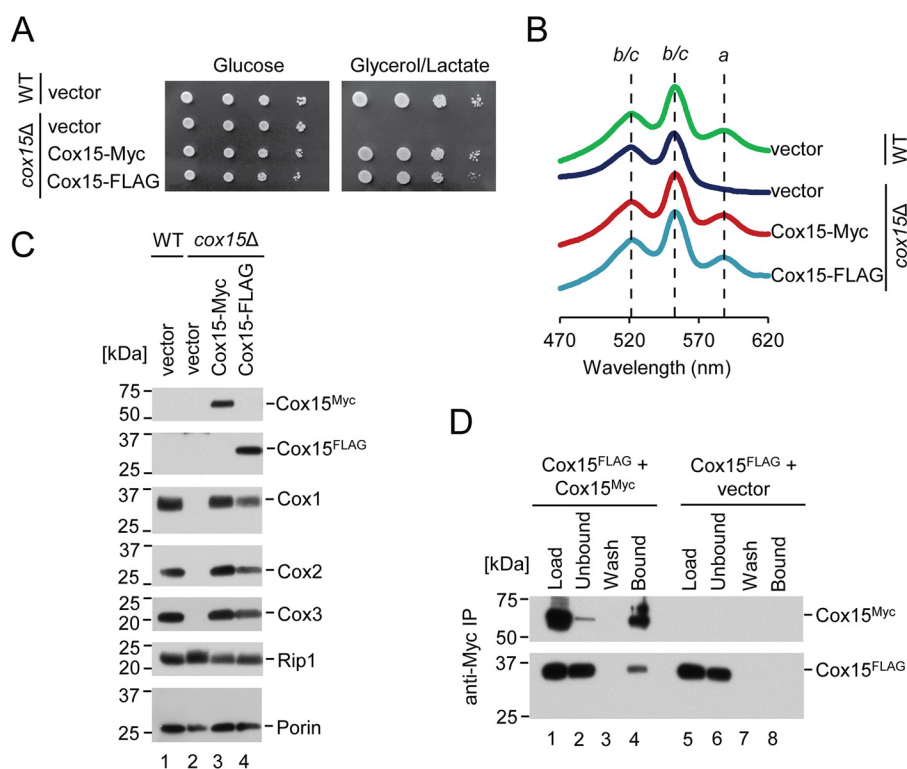 A
Glucose
Glycerol/Lactate
WT
vector
cox15Δ
vector
Cox15-Myc
Cox15-FLAG
B
b/c
b/c
a
vector
WT
vector
Cox15-Myc
Cox15-FLAG
cox15Δ
470 520 570 620
Wavelength (nm)
C
WT cox15Δ
vector
vector
Cox15-Myc
Cox15-FLAG
[kDa]
75
50
Cox15Myc
37
25
Cox15FLAG
37
25
Cox1
37
25
Cox2
25
20
Cox3
25
20
Rip1
37
25
Porin
1 2 3 4
D
Cox15FLAG +
Cox15Myc
Cox15FLAG +
vector
[kDa]
Load
Unbound
Wash
Bound
Load
Unbound
Wash
Bound
anti-Myc IP
75
50
Cox15Myc
37
25
Cox15FLAG
1 2 3 4 5 6 7 8